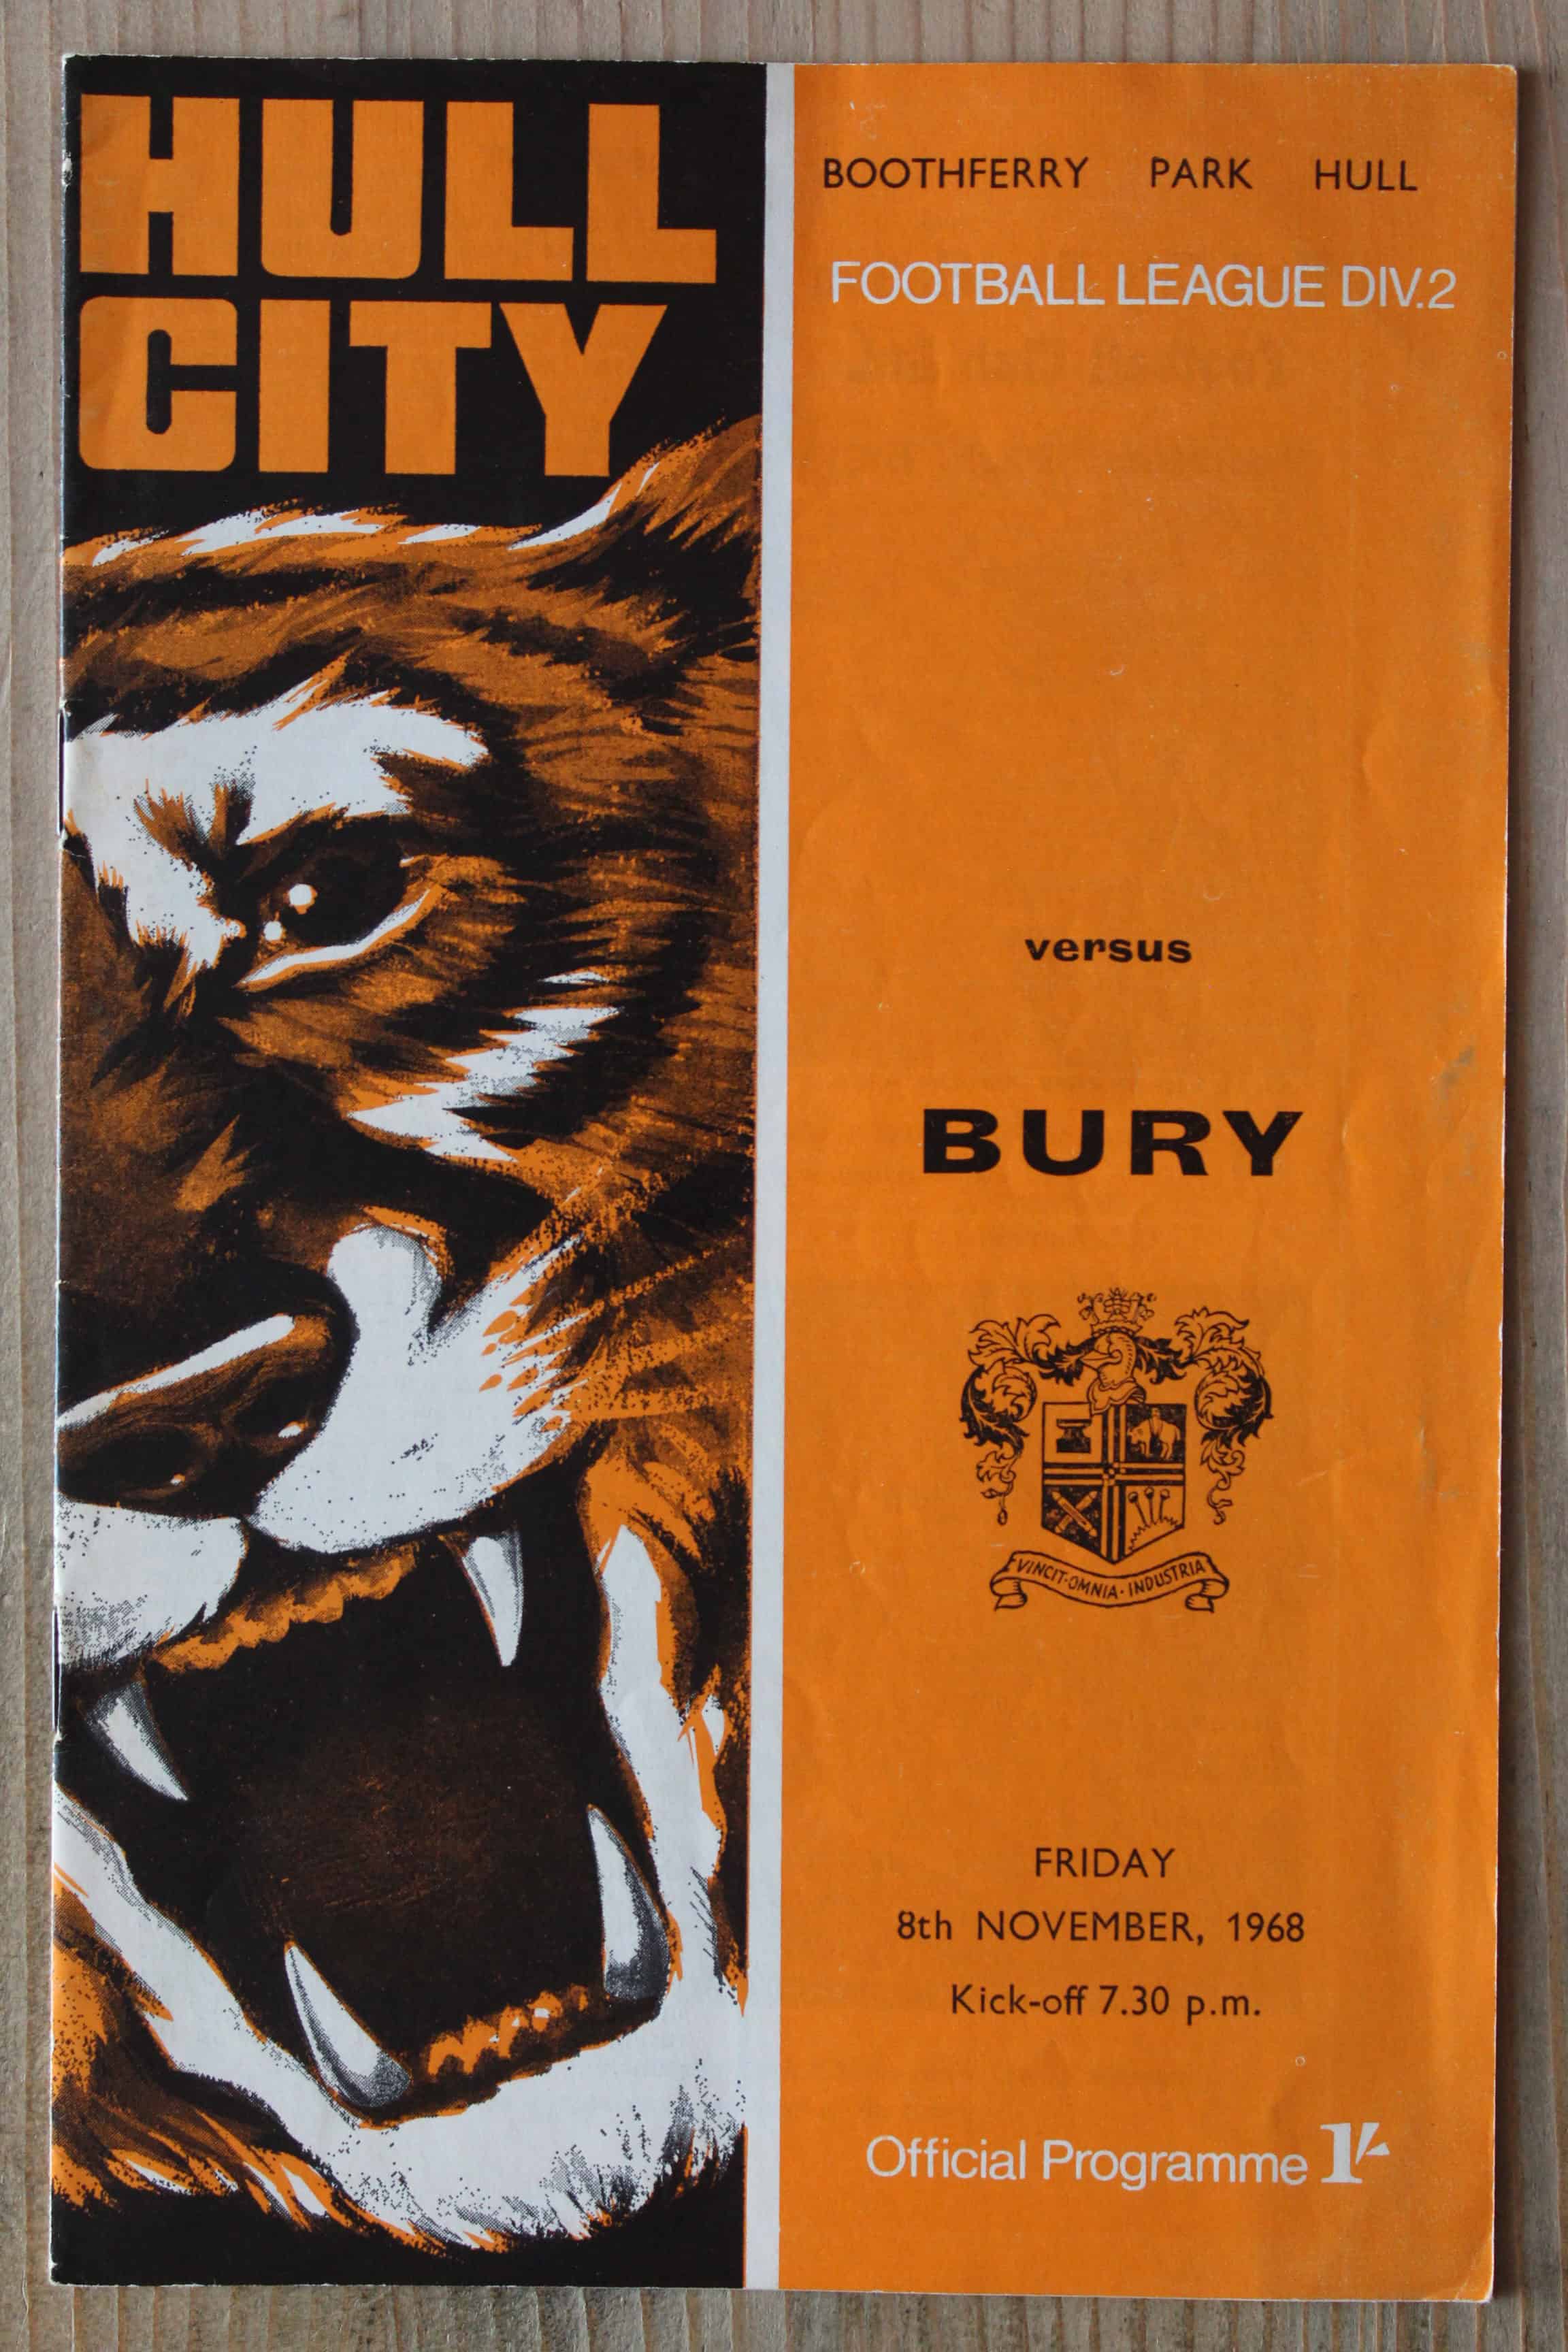 HULL
CITY
BOOTHFERRY PARK HULL
FOOTBALL LEAGUE DIV.2
versus
BURY
VINCIT·OMNIA·INDUSTRIA
FRIDAY
8th NOVEMBER, 1968
Kick-off 7.30 p.m.
Official Programme 1/-